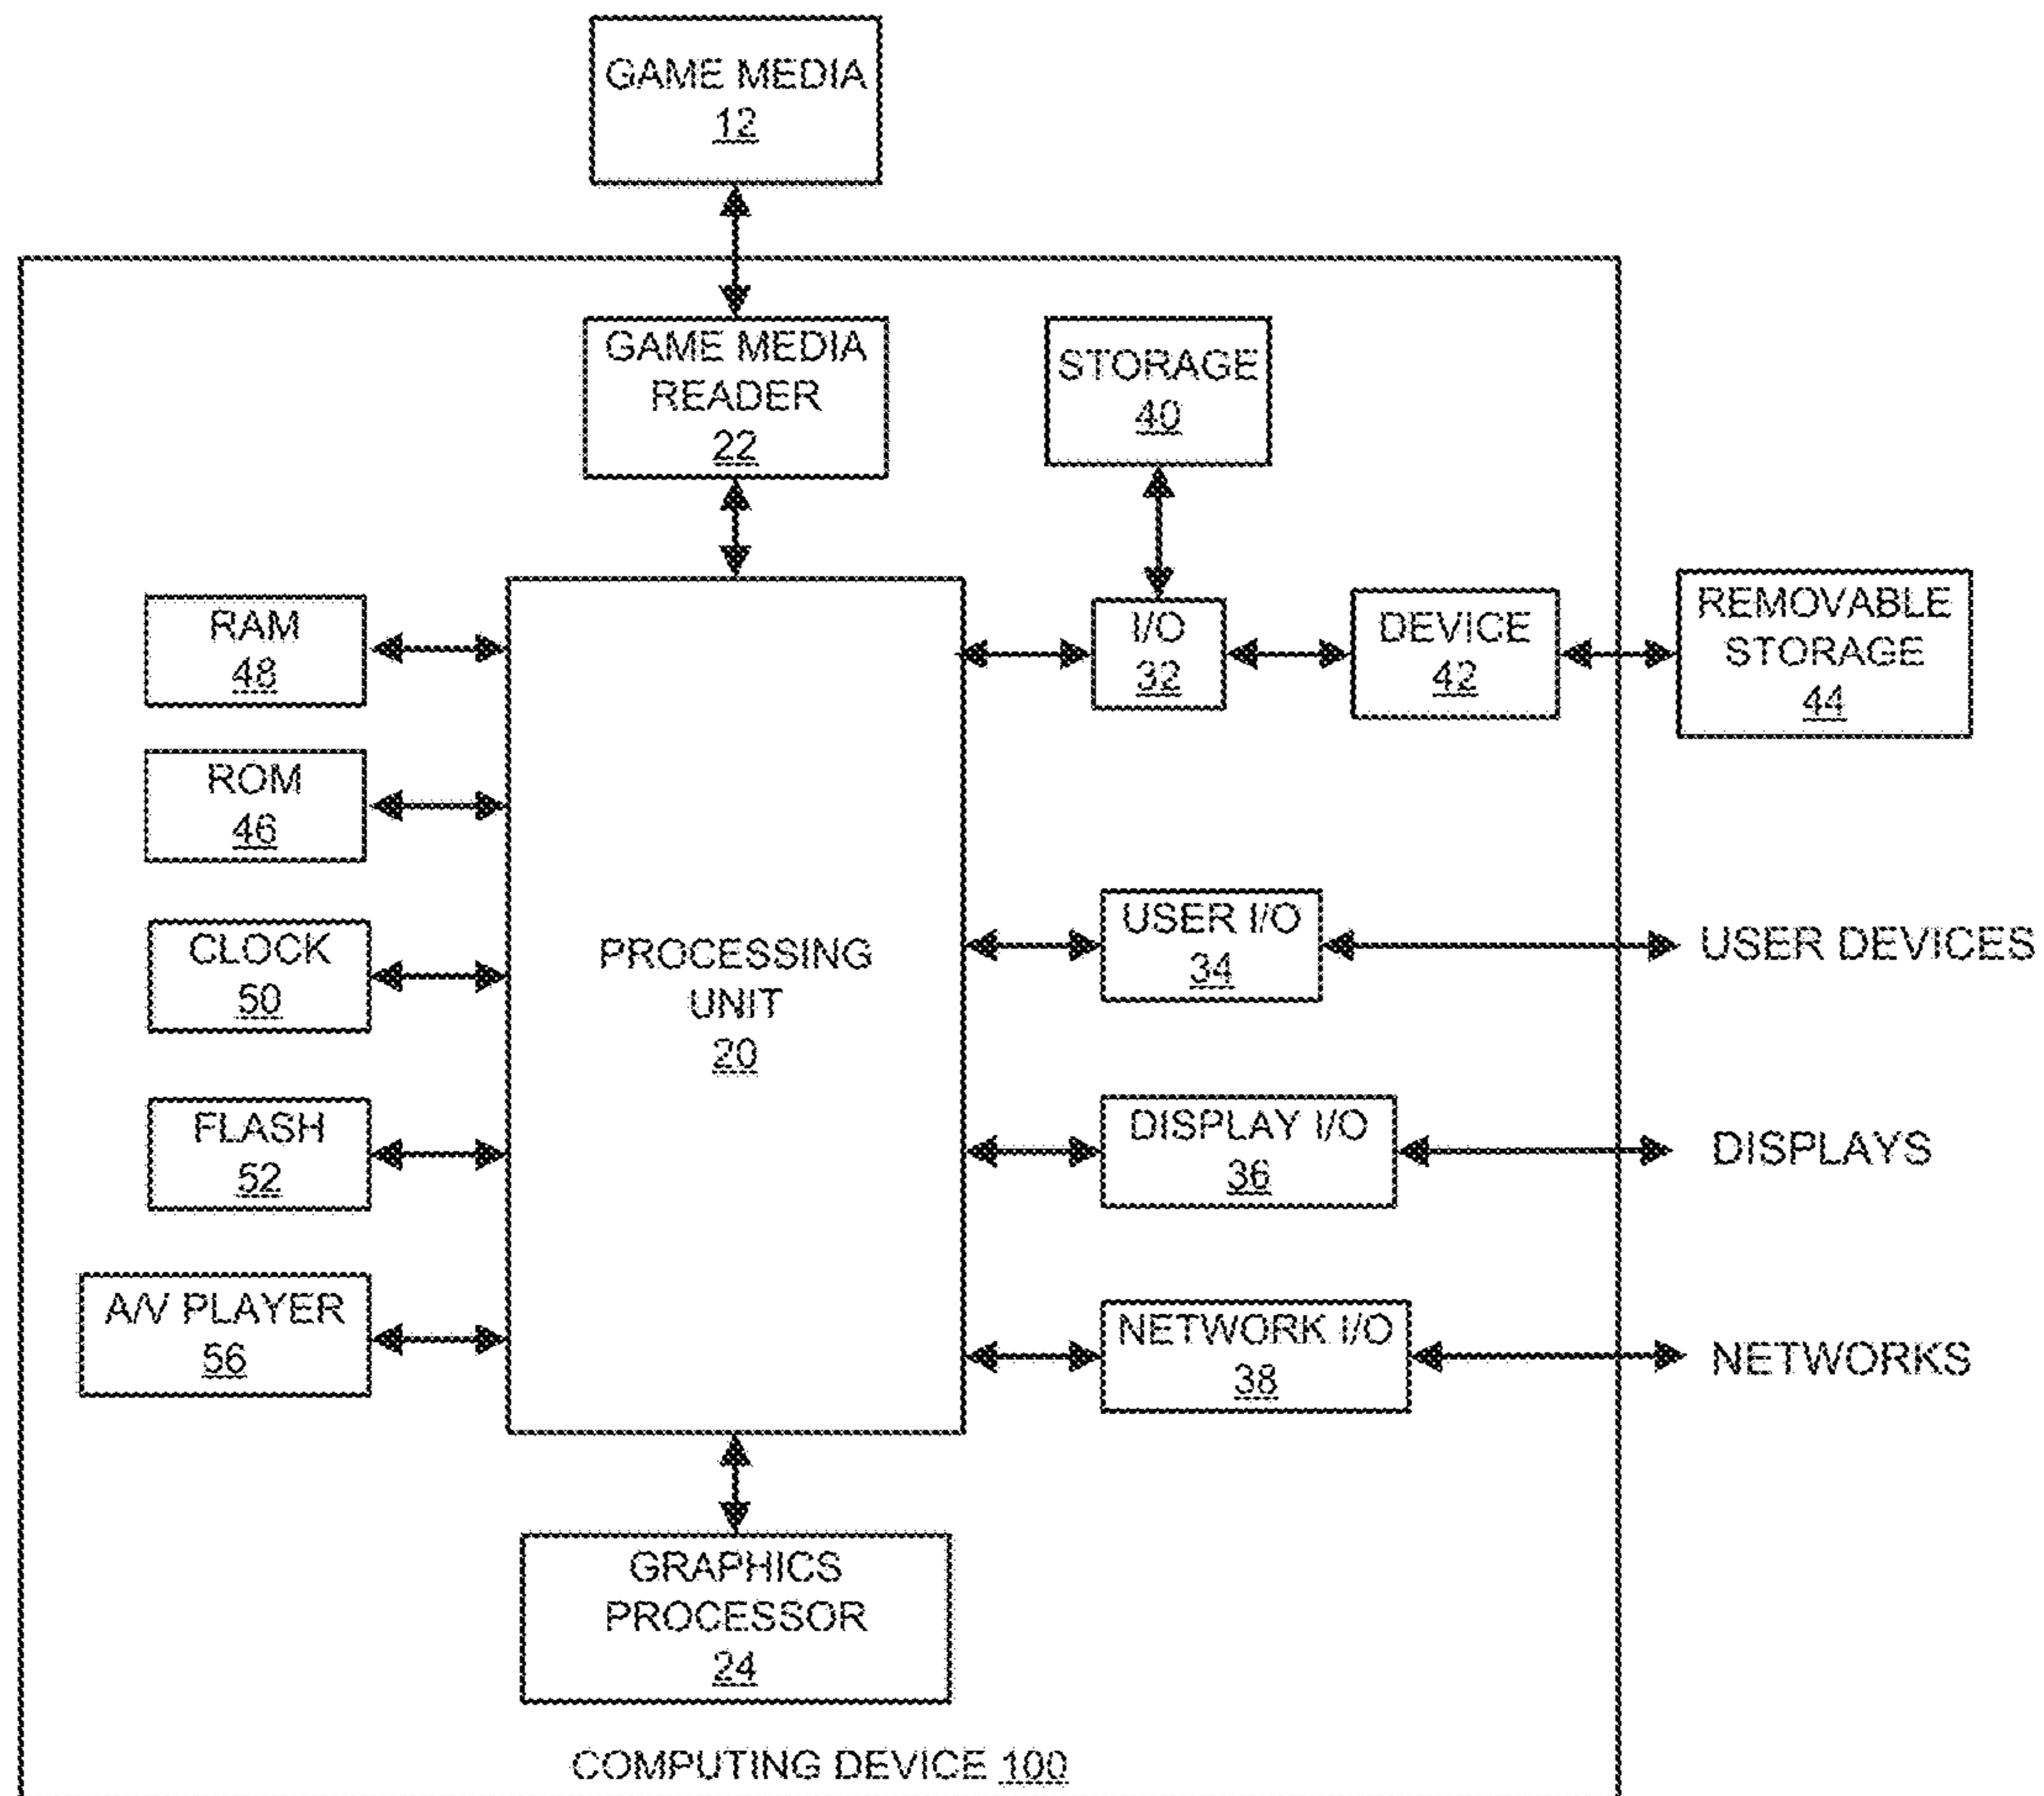 GAME MEDIA
12
GAME MEDIA
READER
22
STORAGE
40
RAM
48
I/O
32
DEVICE
42
REMOVABLE
STORAGE
44
ROM
46
USER I/O
34
USER DEVICES
CLOCK
50
PROCESSING
UNIT
20
FLASH
52
DISPLAY I/O
36
DISPLAYS
A/V PLAYER
56
NETWORK I/O
38
NETWORKS
GRAPHICS
PROCESSOR
24
COMPUTING DEVICE 100